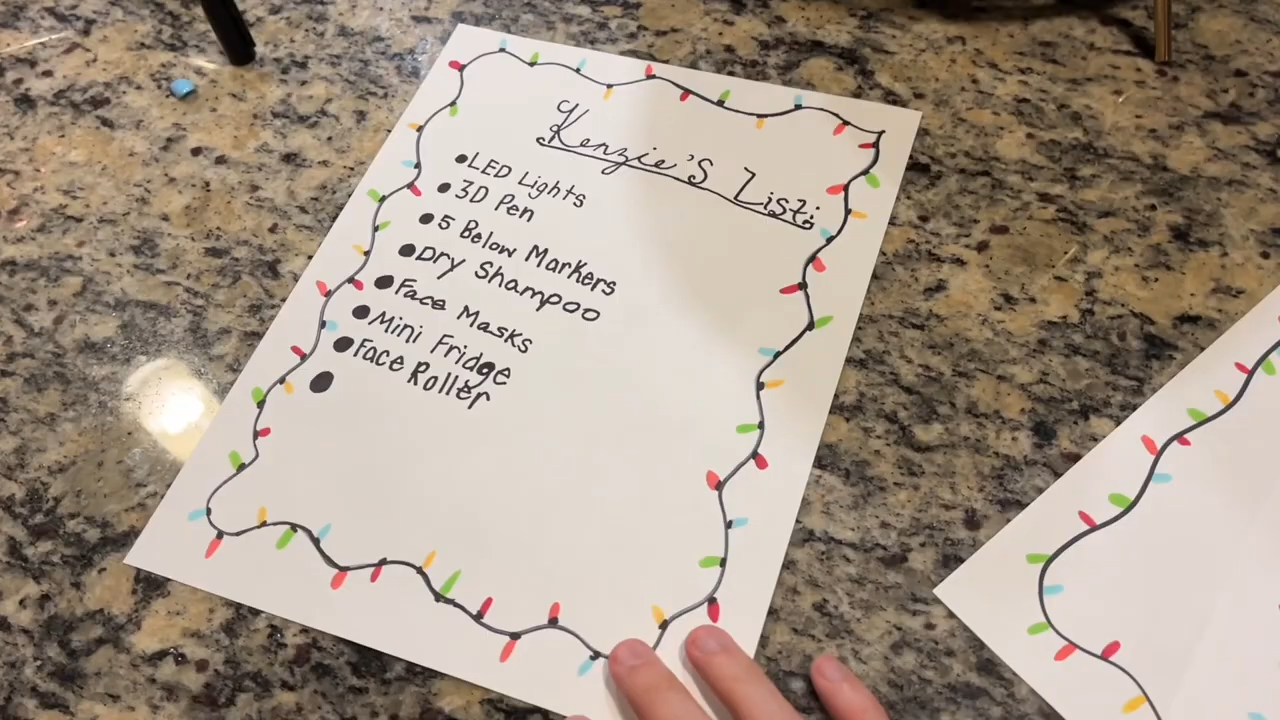 Kenzie's List:
•LED Lights
•3D Pen
•5 Below Markers
•Dry Shampoo
•Face Masks
•Mini Fridge
•Face Roller
•